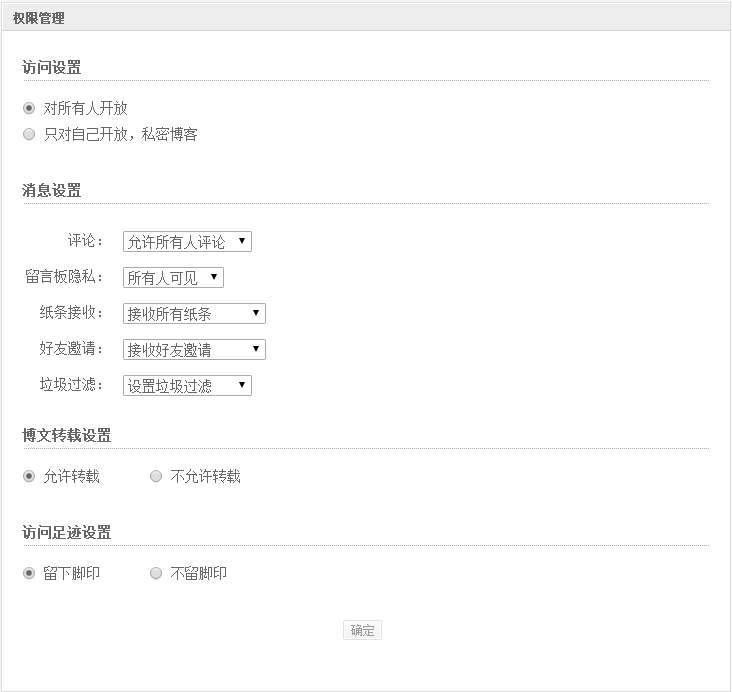 权限管理
访问设置
对所有人开放
只对自己开放，私密博客
消息设置
评论： 允许所有人评论
留言板隐私： 所有人可见
纸条接收： 接收所有纸条
好友邀请： 接收好友邀请
垃圾过滤： 设置垃圾过滤
博文转载设置
允许转载 不允许转载
访问足迹设置
留下脚印 不留脚印
确定